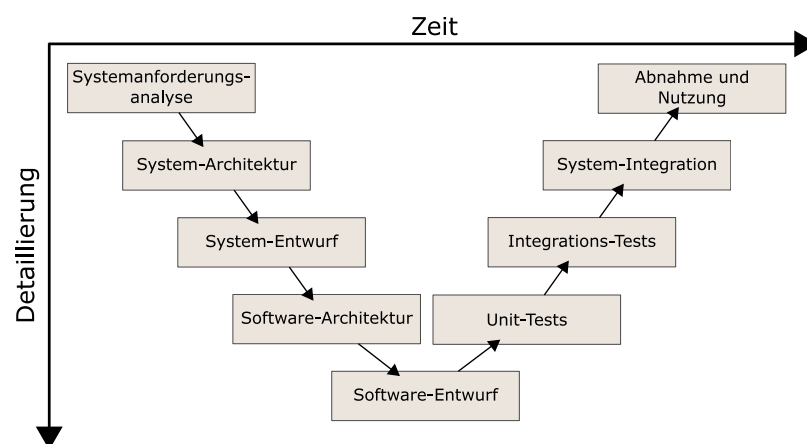 Zeit
Detaillierung
Systemanforderungs-
analyse
System-Architektur
System-Entwurf
Software-Architektur
Software-Entwurf
Unit-Tests
Integrations-Tests
System-Integration
Abnahme und
Nutzung